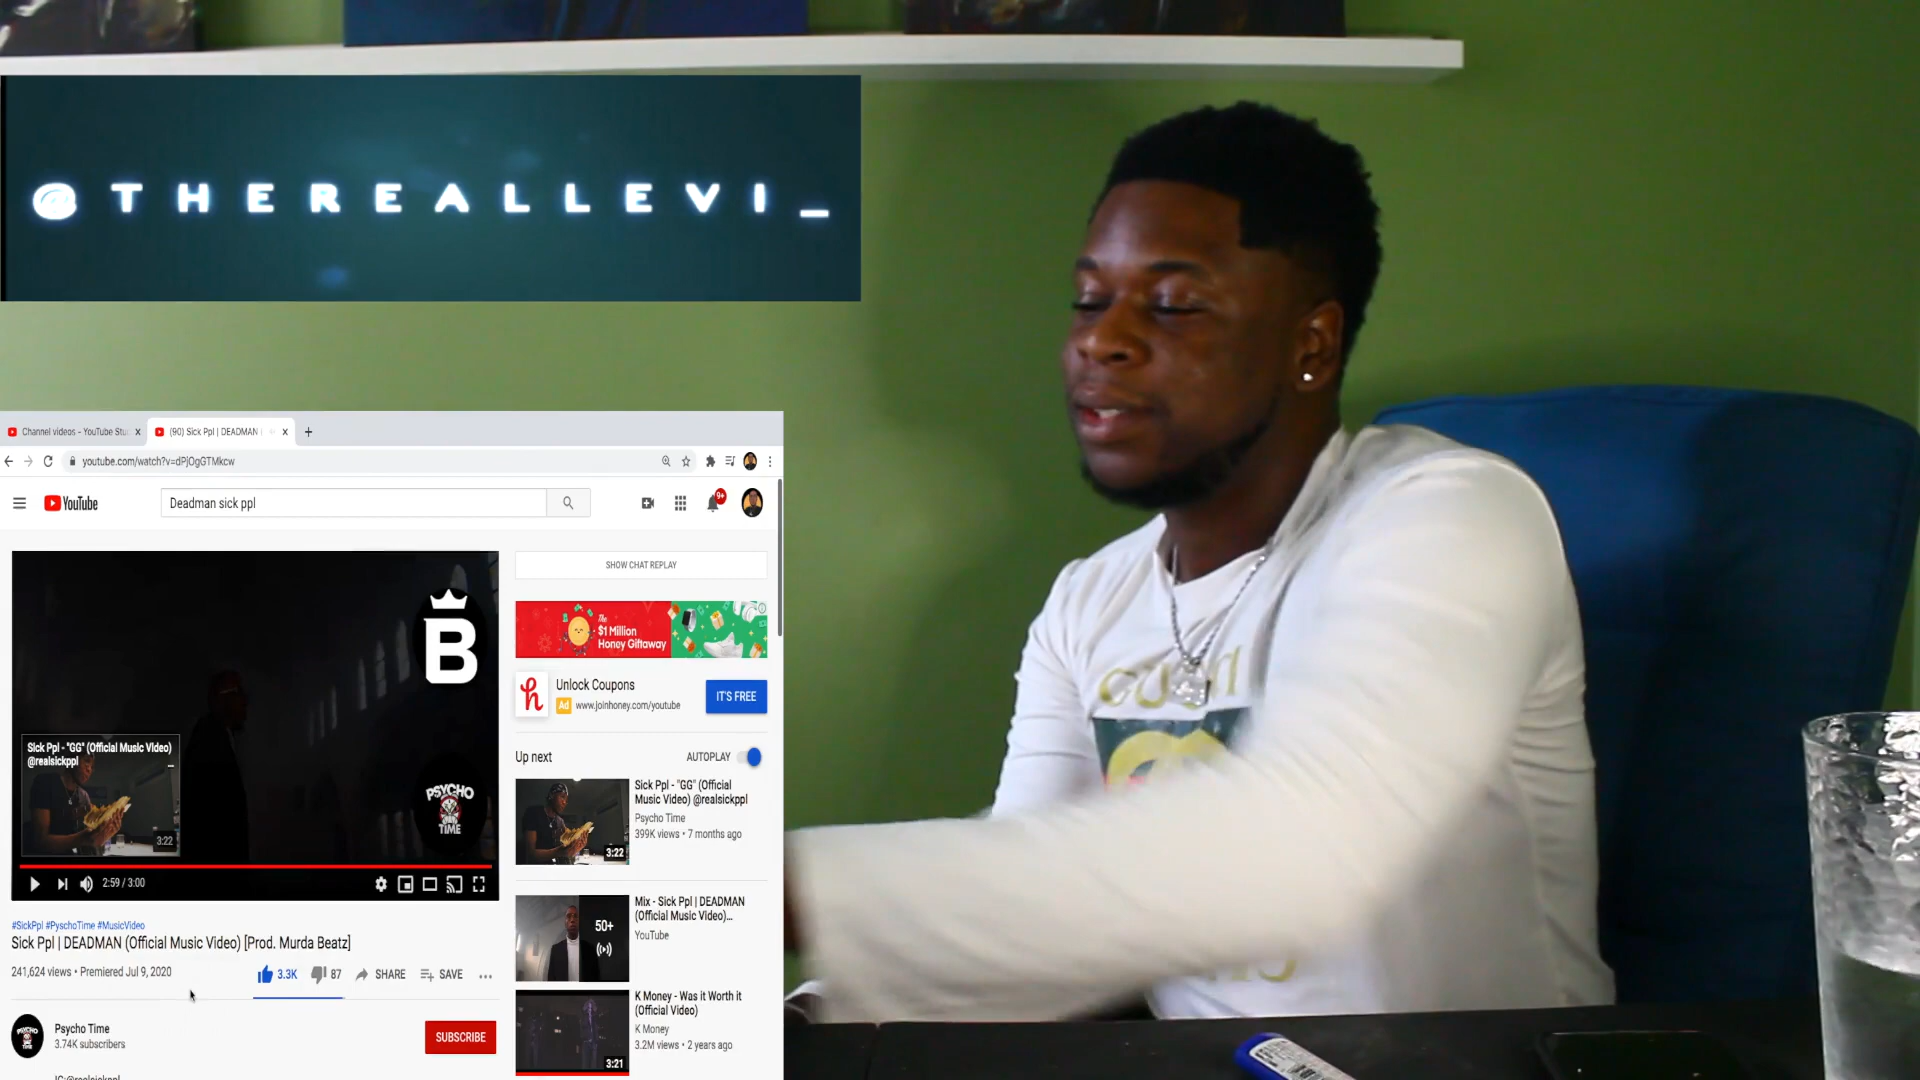 @THEREALLEVI_
Channel videos - YouTube Stu
(90) Sick Ppl | DEADMAN
youtube.com/watch?v=dPjOgGTMkcw
YouTube
Deadman sick ppl
9+
SHOW CHAT REPLAY
The
$1 Million
Honey Giftaway
h
Unlock Coupons
Ad www.joinhoney.com/youtube
IT'S FREE
B
Sick Ppl - "GG" (Official Music Video)
@realsickppl
3:22
PSYCHO
TIME
2:59 / 3:00
Up next
AUTOPLAY
Sick Ppl - "GG" (Official
Music Video) @realsickppl
Psycho Time
399K views • 7 months ago
3:22
Mix - Sick Ppl | DEADMAN
(Official Music Video)...
YouTube
50+
K Money - Was it Worth it
(Official Video)
K Money
3.2M views • 2 years ago
3:21
#SickPpl #PyschoTime #MusicVideo
Sick Ppl | DEADMAN (Official Music Video) [Prod. Murda Beatz]
241,624 views • Premiered Jul 9, 2020
3.3K
87
SHARE
SAVE
Psycho Time
3.74K subscribers
SUBSCRIBE
IG:@realsickppl